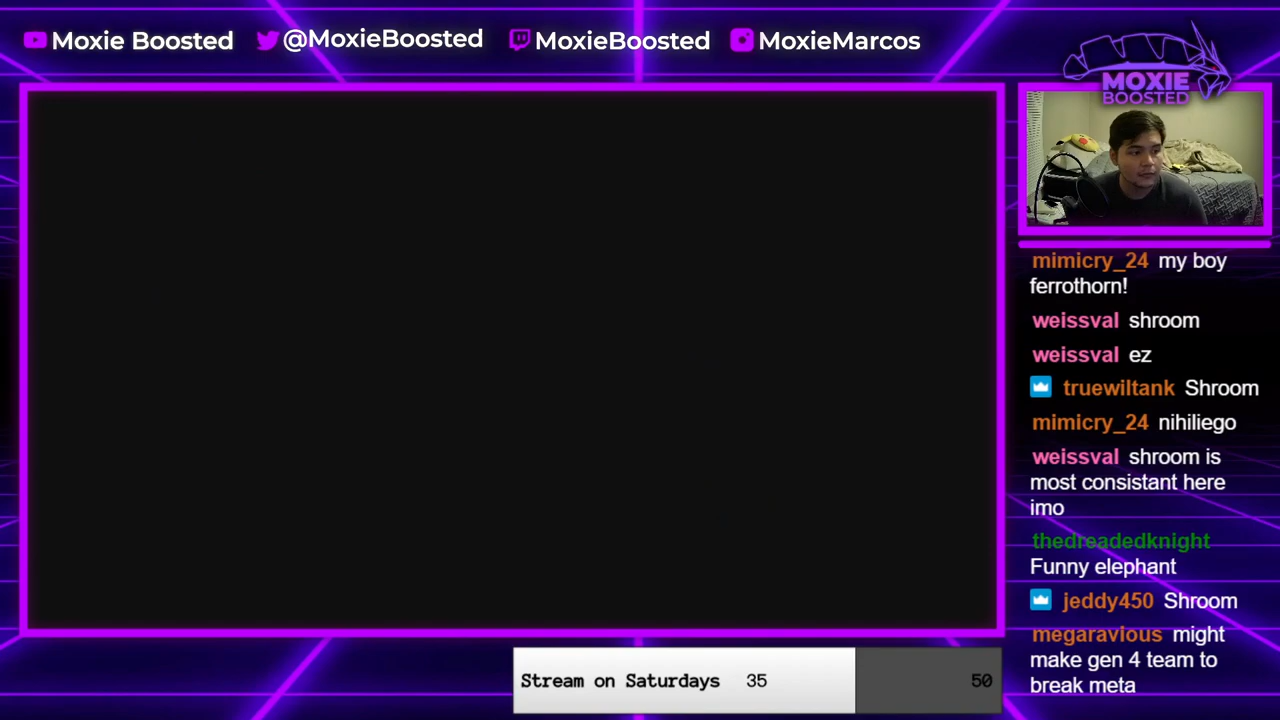 Moxie Boosted @MoxieBoosted MoxieBoosted MoxieMarcos
MOXIE
BOOSTED
mimicry_24 my boy
ferrothorn!
weissval shroom
weissval ez
truewiltank Shroom
mimicry_24 nihiliego
weissval shroom is
most consistant here
imo
thedreadedknight
Funny elephant
jeddy450 Shroom
megaravious might
make gen 4 team to
break meta
Stream on Saturdays 35 50